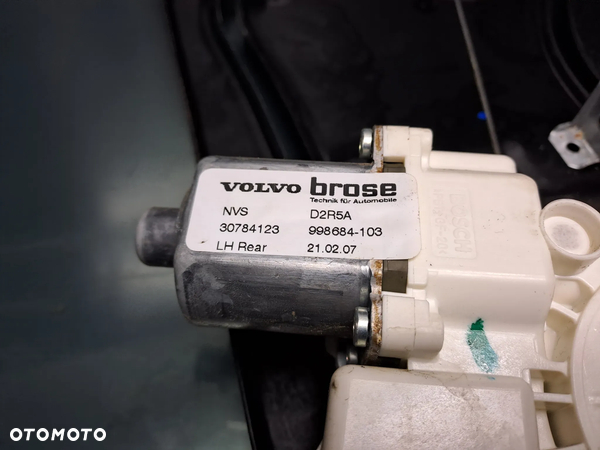 VOLVO brose
Technik für Automobile
NVS D2R5A
30784123 998684-103
LH Rear 21.02.07
OTOMOTO